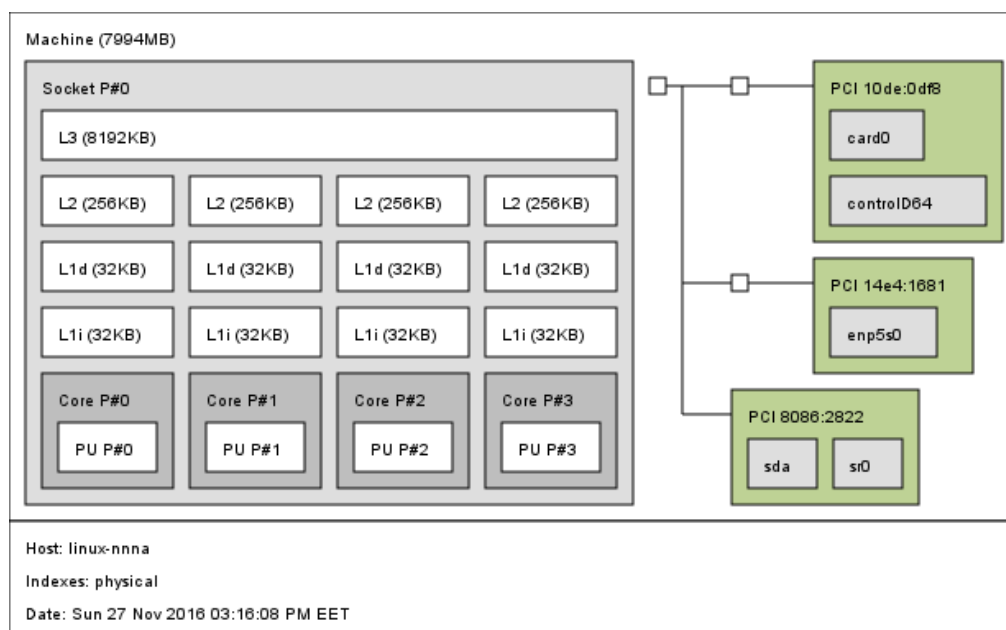 Machine (7994MB)
Socket P#0
L3 (8192KB)
L2 (256KB) L2 (256KB) L2 (256KB) L2 (256KB)
L1d (32KB) L1d (32KB) L1d (32KB) L1d (32KB)
L1i (32KB) L1i (32KB) L1i (32KB) L1i (32KB)
Core P#0 Core P#1 Core P#2 Core P#3
PU P#0 PU P#1 PU P#2 PU P#3
PCI 10de:0df8
card0
controlD64
PCI 14e4:1681
enp5s0
PCI 8086:2822
sda sr0
Host: linux-nnna
Indexes: physical
Date: Sun 27 Nov 2016 03:16:08 PM EET